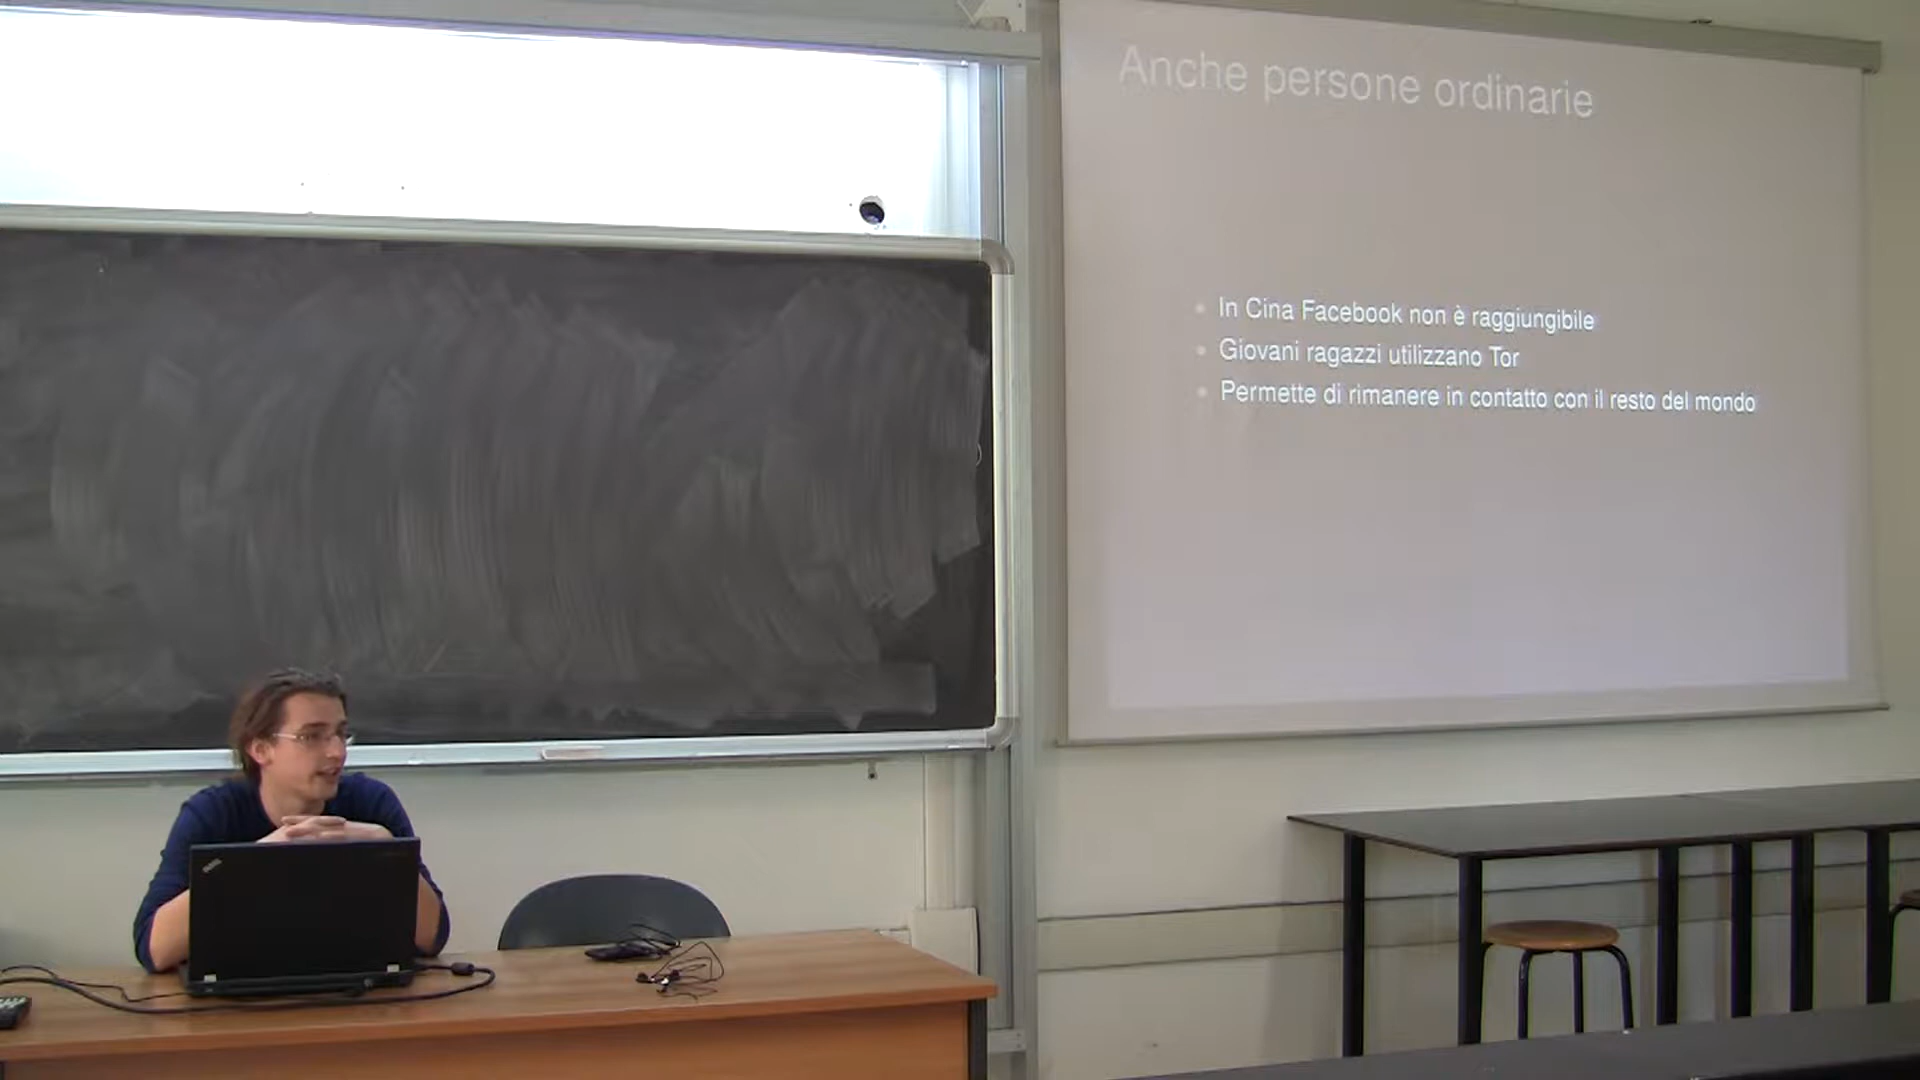 Anche persone ordinarie
In Cina Facebook non è raggiungibile
Giovani ragazzi utilizzano Tor
Permette di rimanere in contatto con il resto del mondo